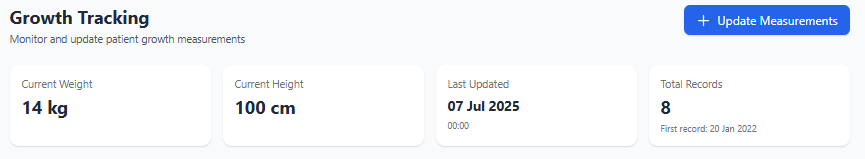 Growth Tracking
Monitor and update patient growth measurements
+ Update Measurements
Current Weight
14 kg
Current Height
100 cm
Last Updated
07 Jul 2025
00:00
Total Records
8
First record: 20 Jan 2022